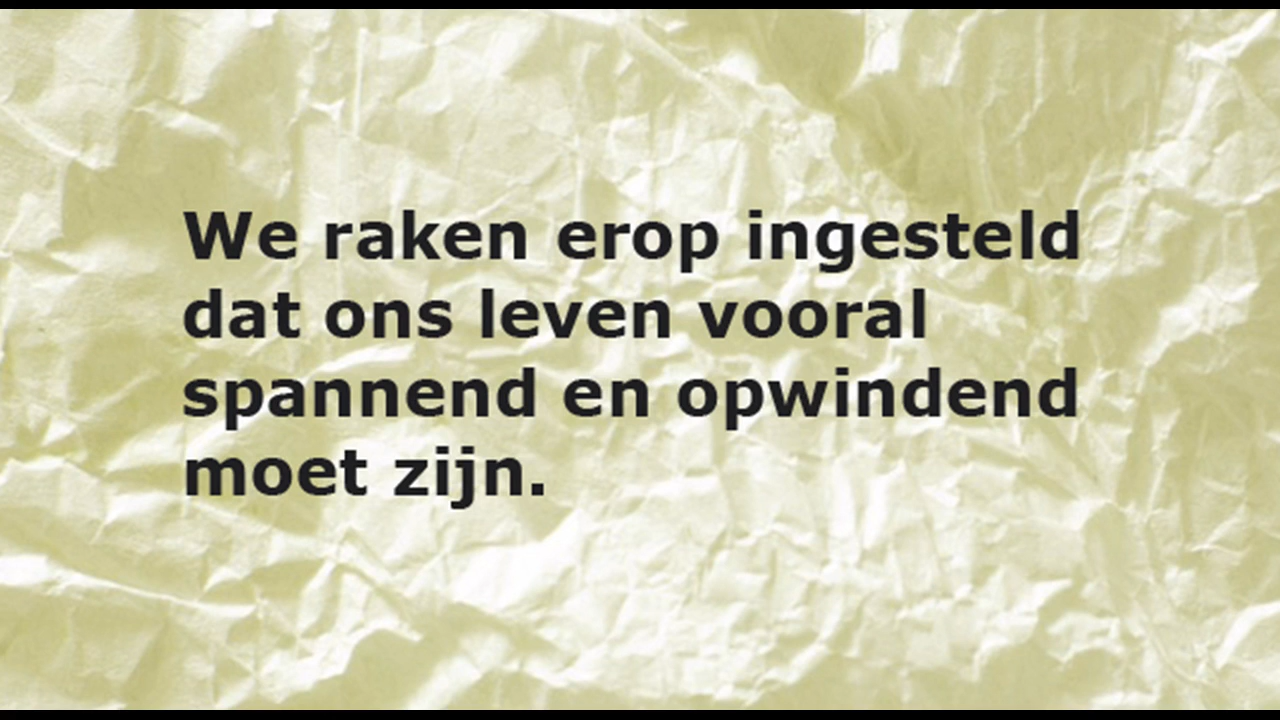 We raken erop ingesteld
dat ons leven vooral
spannend en opwindend
moet zijn.